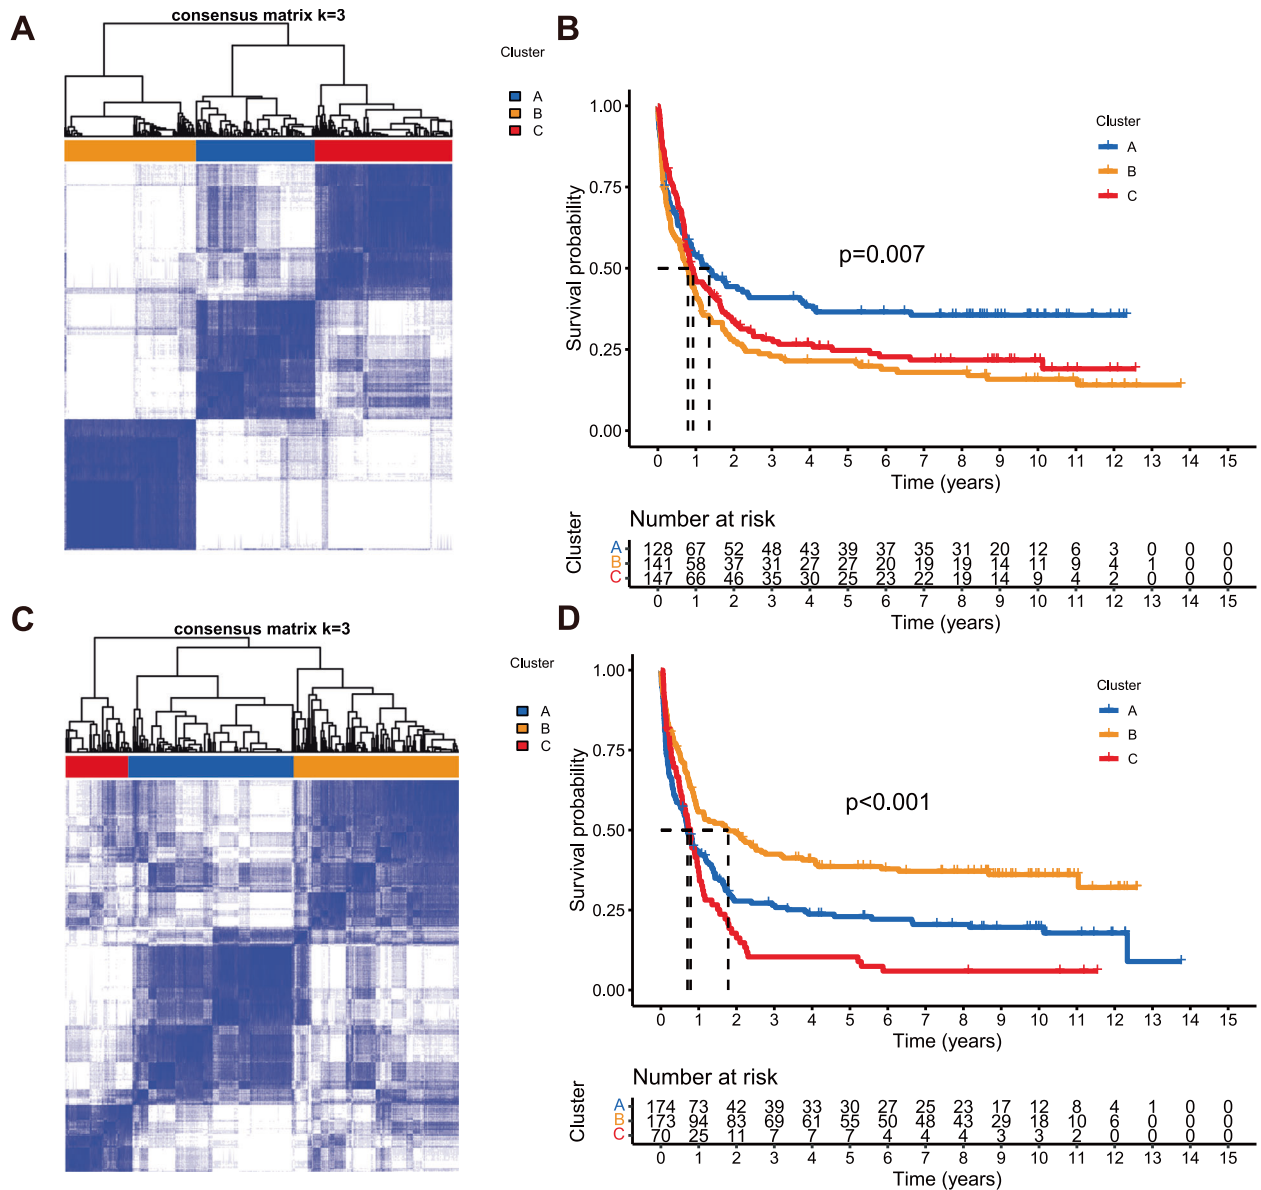 A
consensus matrix k=3
Cluster
A
B
C
B
Survival probability
1.00
0.75
0.50
0.25
0.00
p=0.007
Cluster
A
B
C
0 1 2 3 4 5 6 7 8 9 10 11 12 13 14 15
Time (years)
Number at risk
Cluster
A 128 67 52 48 43 39 37 35 31 20 12 6 3 0 0 0
B 141 58 37 31 27 27 20 19 19 14 11 9 4 1 0 0
C 147 66 46 35 30 25 23 22 19 14 9 4 2 0 0 0
0 1 2 3 4 5 6 7 8 9 10 11 12 13 14 15
Time (years)
C
consensus matrix k=3
Cluster
A
B
C
D
Survival probability
1.00
0.75
0.50
0.25
0.00
p<0.001
Cluster
A
B
C
0 1 2 3 4 5 6 7 8 9 10 11 12 13 14 15
Time (years)
Number at risk
Cluster
A 174 73 42 39 33 30 27 25 23 17 12 8 4 1 0 0
B 173 94 83 69 61 55 50 48 43 29 18 10 6 0 0 0
C 70 25 11 7 7 7 4 4 4 3 3 2 0 0 0 0
0 1 2 3 4 5 6 7 8 9 10 11 12 13 14 15
Time (years)